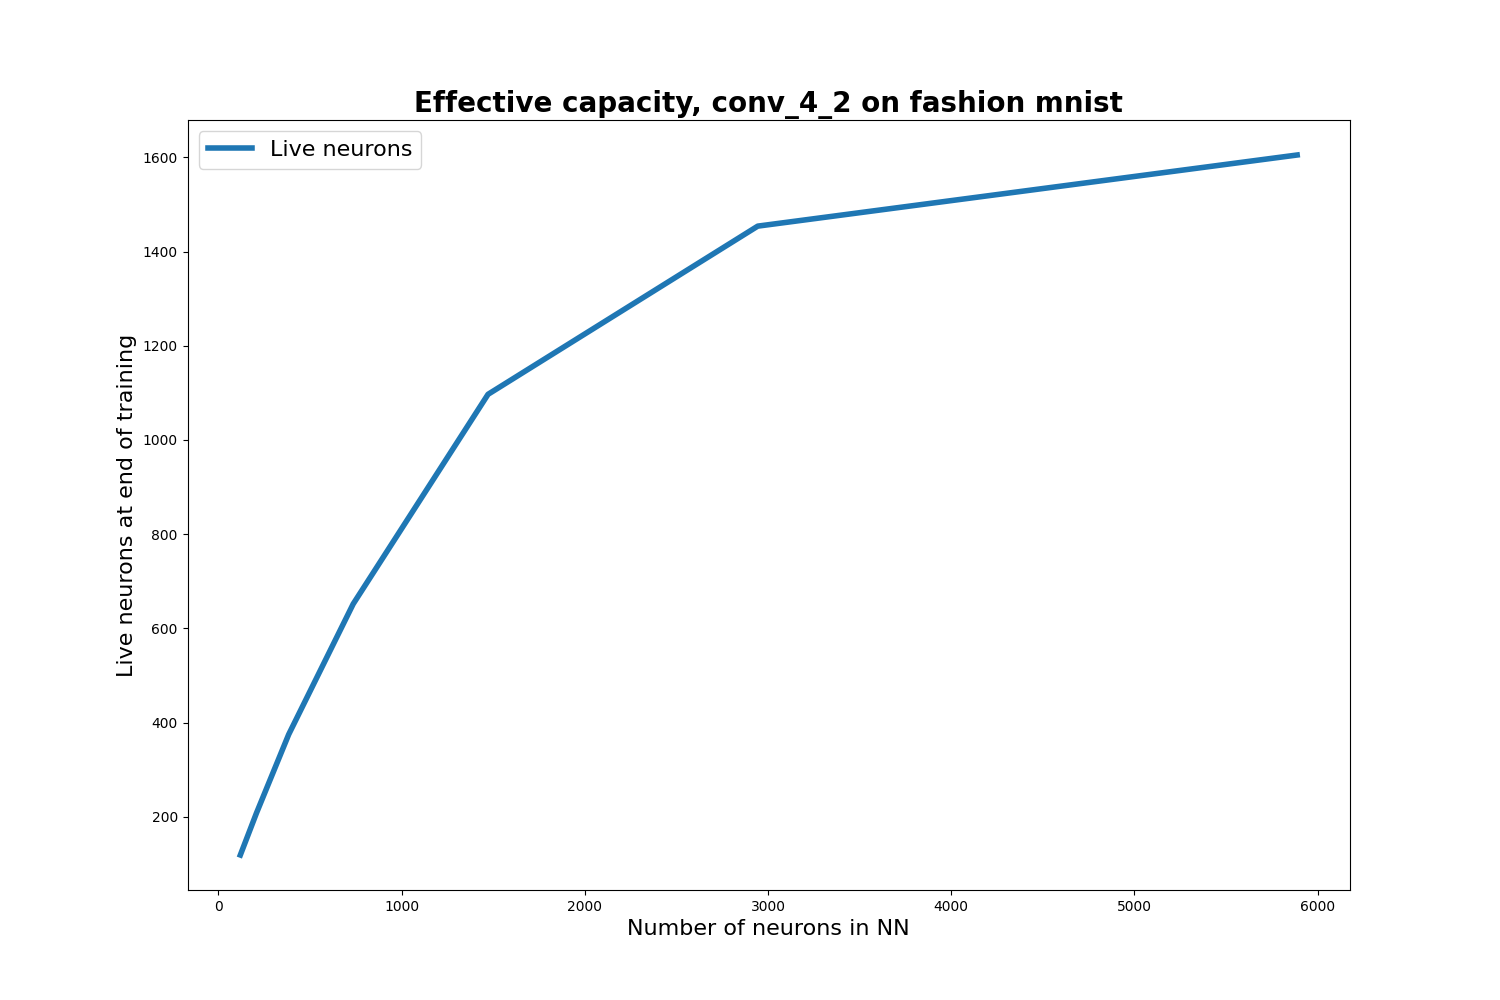 Effective capacity, conv_4_2 on fashion mnist
Live neurons
1600
1400
1200
1000
800
600
400
200
Live neurons at end of training
0 1000 2000 3000 4000 5000 6000
Number of neurons in NN